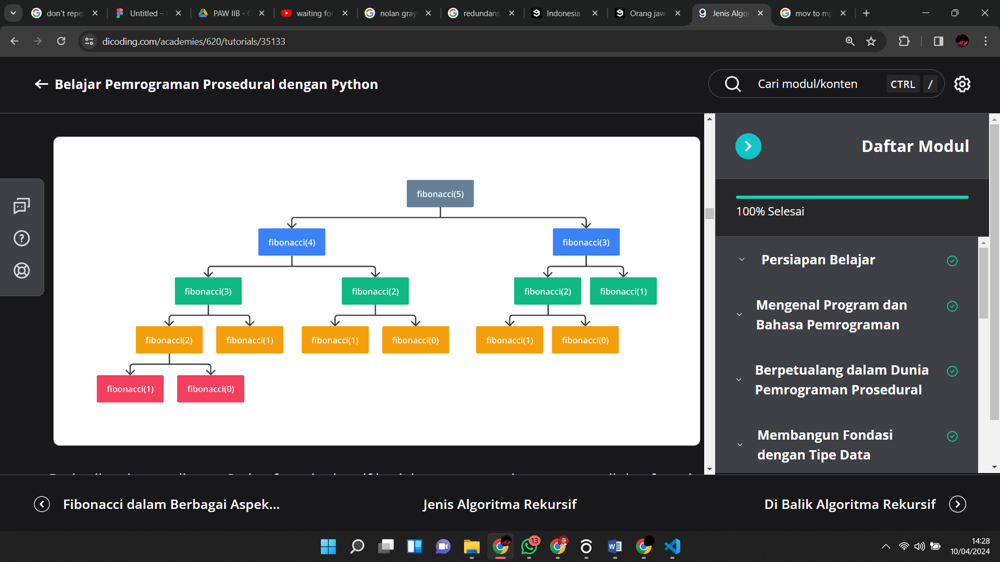 don't repe
Untitled –
PAW IIB - 
waiting for
nolan gray
redundans
Indonesia
Orang jaw
Jenis Algo
mov to mp
dicoding.com/academies/620/tutorials/35133
Belajar Pemrograman Prosedural dengan Python
Cari modul/konten
CTRL /
Daftar Modul
100% Selesai
fibonacci(5)
fibonacci(4) fibonacci(3)
fibonacci(3) fibonacci(2) fibonacci(2) fibonacci(1)
fibonacci(2) fibonacci(1) fibonacci(1) fibonacci(0) fibonacci(1) fibonacci(0)
fibonacci(1) fibonacci(0)
Persiapan Belajar
Mengenal Program dan
Bahasa Pemrograman
Berpetualang dalam Dunia
Pemrograman Prosedural
Membangun Fondasi
dengan Tipe Data
Fibonacci dalam Berbagai Aspek...
Jenis Algoritma Rekursif
Di Balik Algoritma Rekursif
13
14:28
10/04/2024